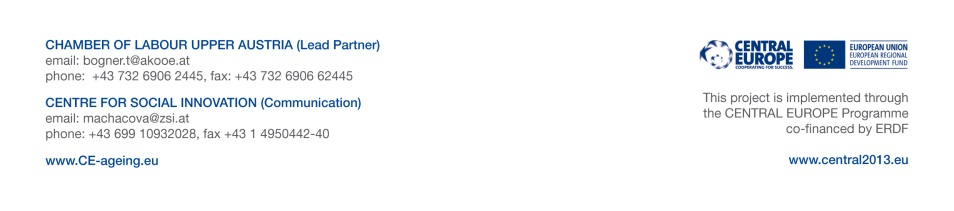 CHAMBER OF LABOUR UPPER AUSTRIA (Lead Partner)
email: bogner.t@akooe.at
phone:  +43 732 6906 2445, fax: +43 732 6906 62445
CENTRE FOR SOCIAL INNOVATION (Communication)
email: machacova@zsi.at
phone: +43 699 10932028, fax +43 1 4950442-40
www.CE-ageing.eu
CENTRAL
EUROPE
COOPERATING FOR SUCCESS.
EUROPEAN UNION
EUROPEAN REGIONAL
DEVELOPMENT FUND
This project is implemented through
the CENTRAL EUROPE Programme
co-financed by ERDF
www.central2013.eu